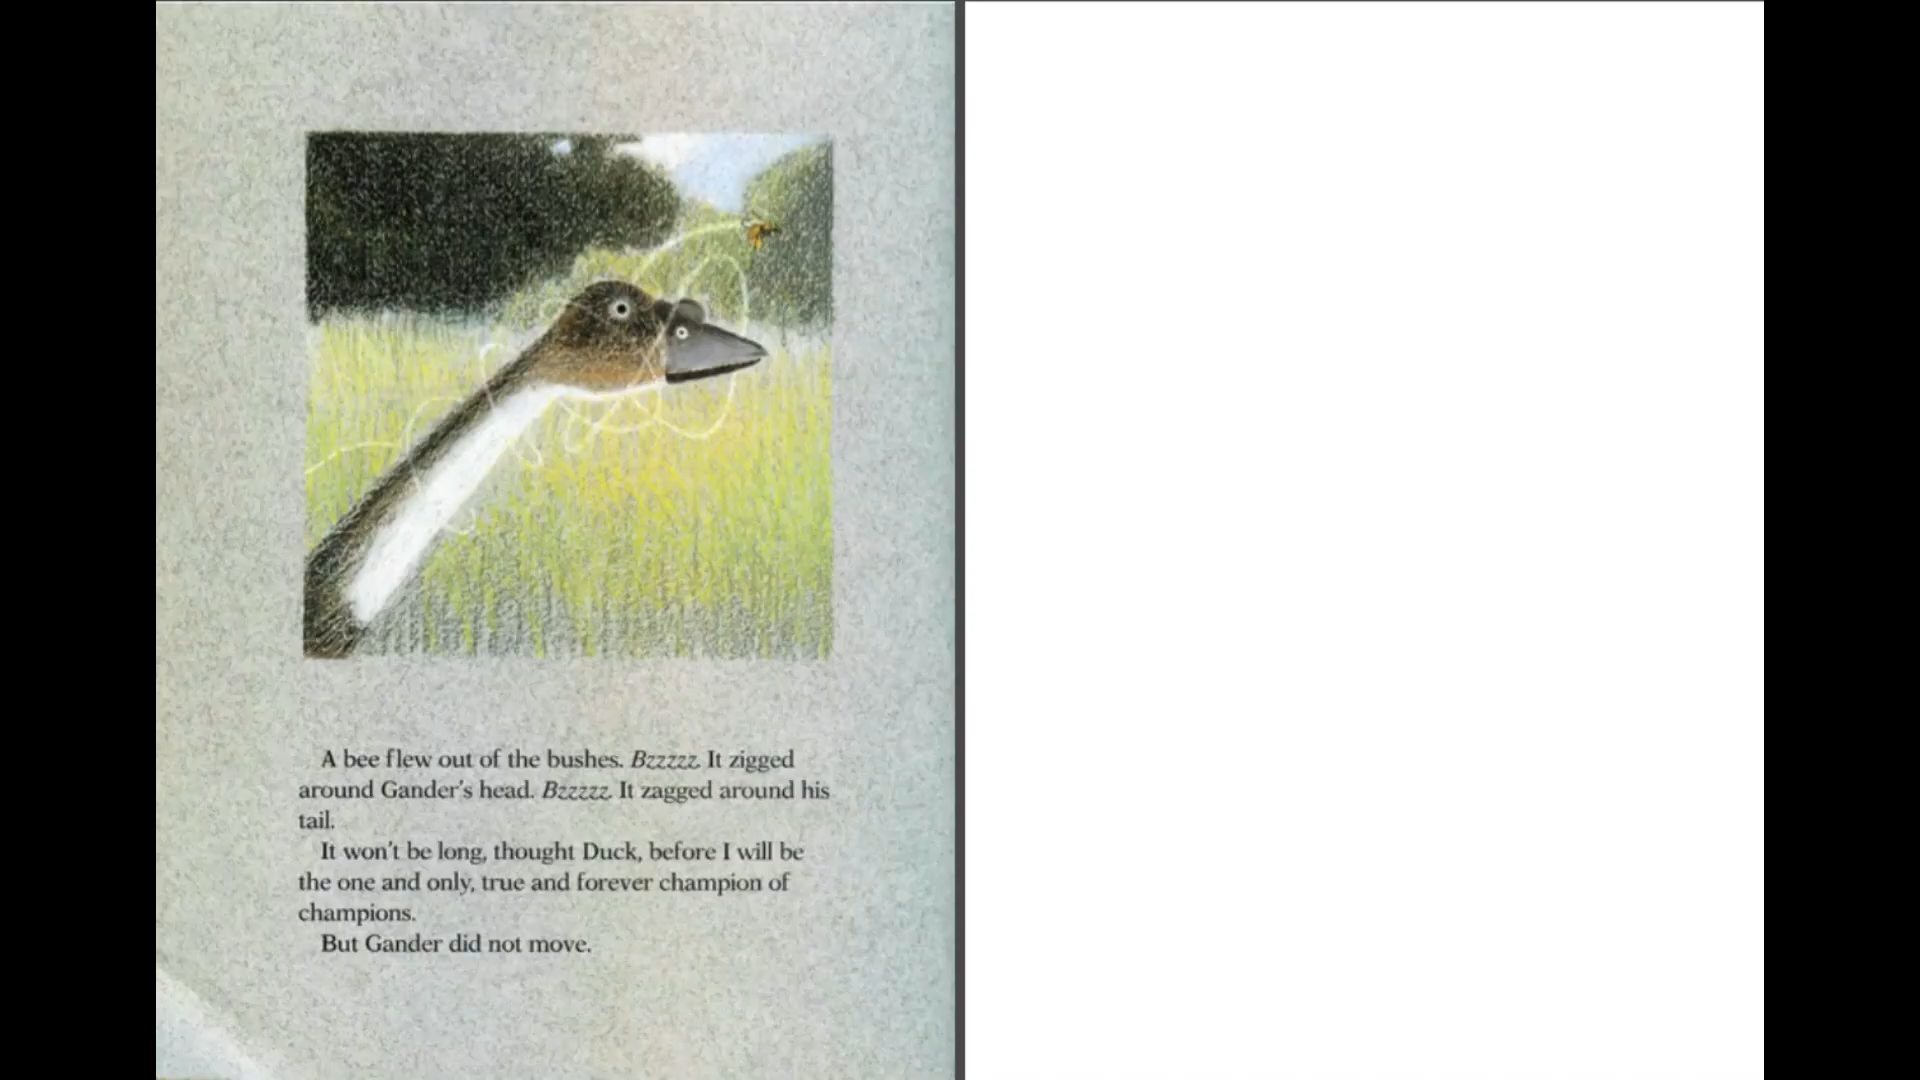 A bee flew out of the bushes. Bzzzzz. It zigged
around Gander's head. Bzzzzz. It zagged around his
tail.
It won't be long, thought Duck, before I will be
the one and only, true and forever champion of
champions.
But Gander did not move.